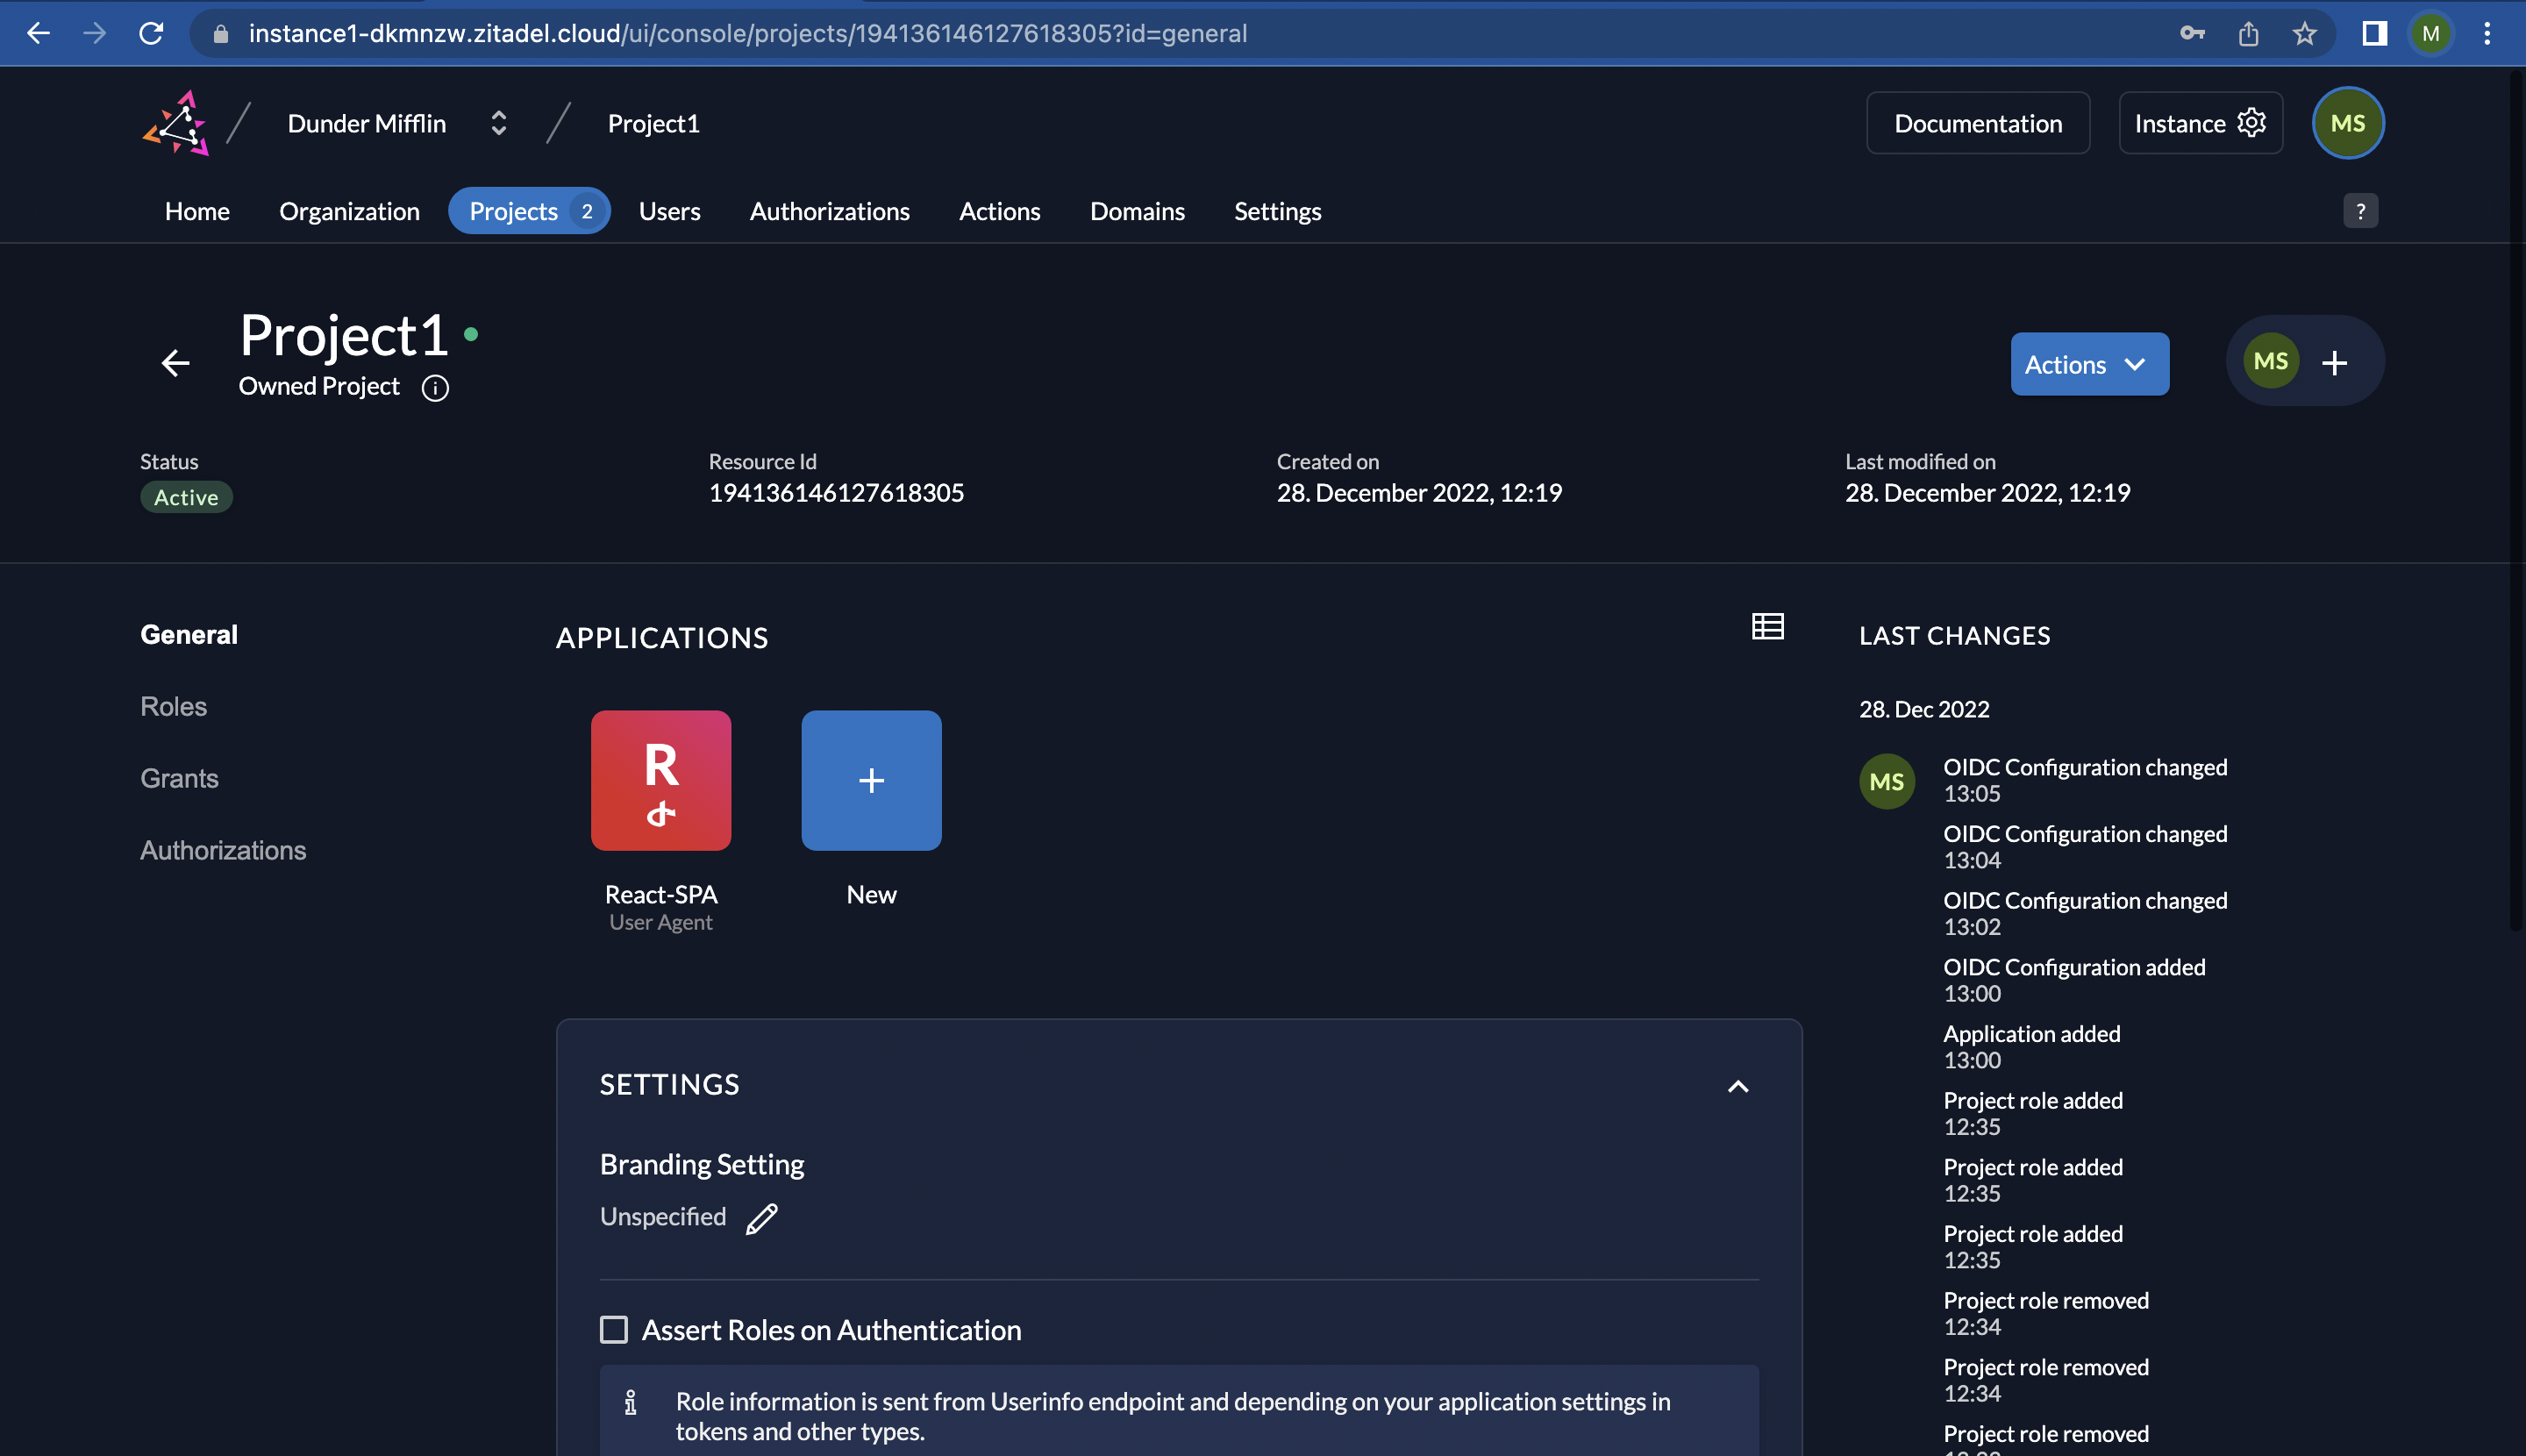 instance1-dkmnzw.zitadel.cloud/ui/console/projects/194136146127618305?id=general
M
Dunder Mifflin
Project1
Documentation
Instance
MS
Home
Organization
Projects 2
Users
Authorizations
Actions
Domains
Settings
?
Project1
Owned Project
Actions
MS
Status
Active
Resource Id
194136146127618305
Created on
28. December 2022, 12:19
Last modified on
28. December 2022, 12:19
General
Roles
Grants
Authorizations
APPLICATIONS
R
React-SPA
User Agent
New
SETTINGS
Branding Setting
Unspecified
Assert Roles on Authentication
Role information is sent from Userinfo endpoint and depending on your application settings in
tokens and other types.
LAST CHANGES
28. Dec 2022
MS
OIDC Configuration changed
13:05
OIDC Configuration changed
13:04
OIDC Configuration changed
13:02
OIDC Configuration added
13:00
Application added
13:00
Project role added
12:35
Project role added
12:35
Project role added
12:35
Project role removed
12:34
Project role removed
12:34
Project role removed